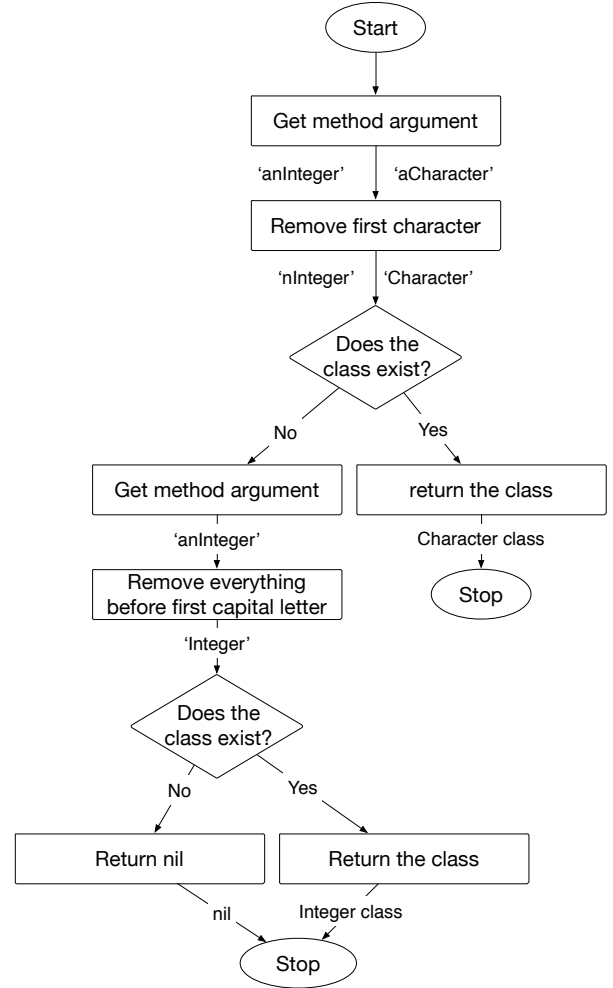 Start
Get method argument
‘anInteger’ ‘aCharacter’
Remove first character
‘nInteger’ ‘Character’
Does the
class exist?
No
Yes
Get method argument
return the class
‘anInteger’
Character class
Remove everything
before first capital letter
Stop
‘Integer’
Does the
class exist?
No
Yes
Return nil
Return the class
nil
Integer class
Stop